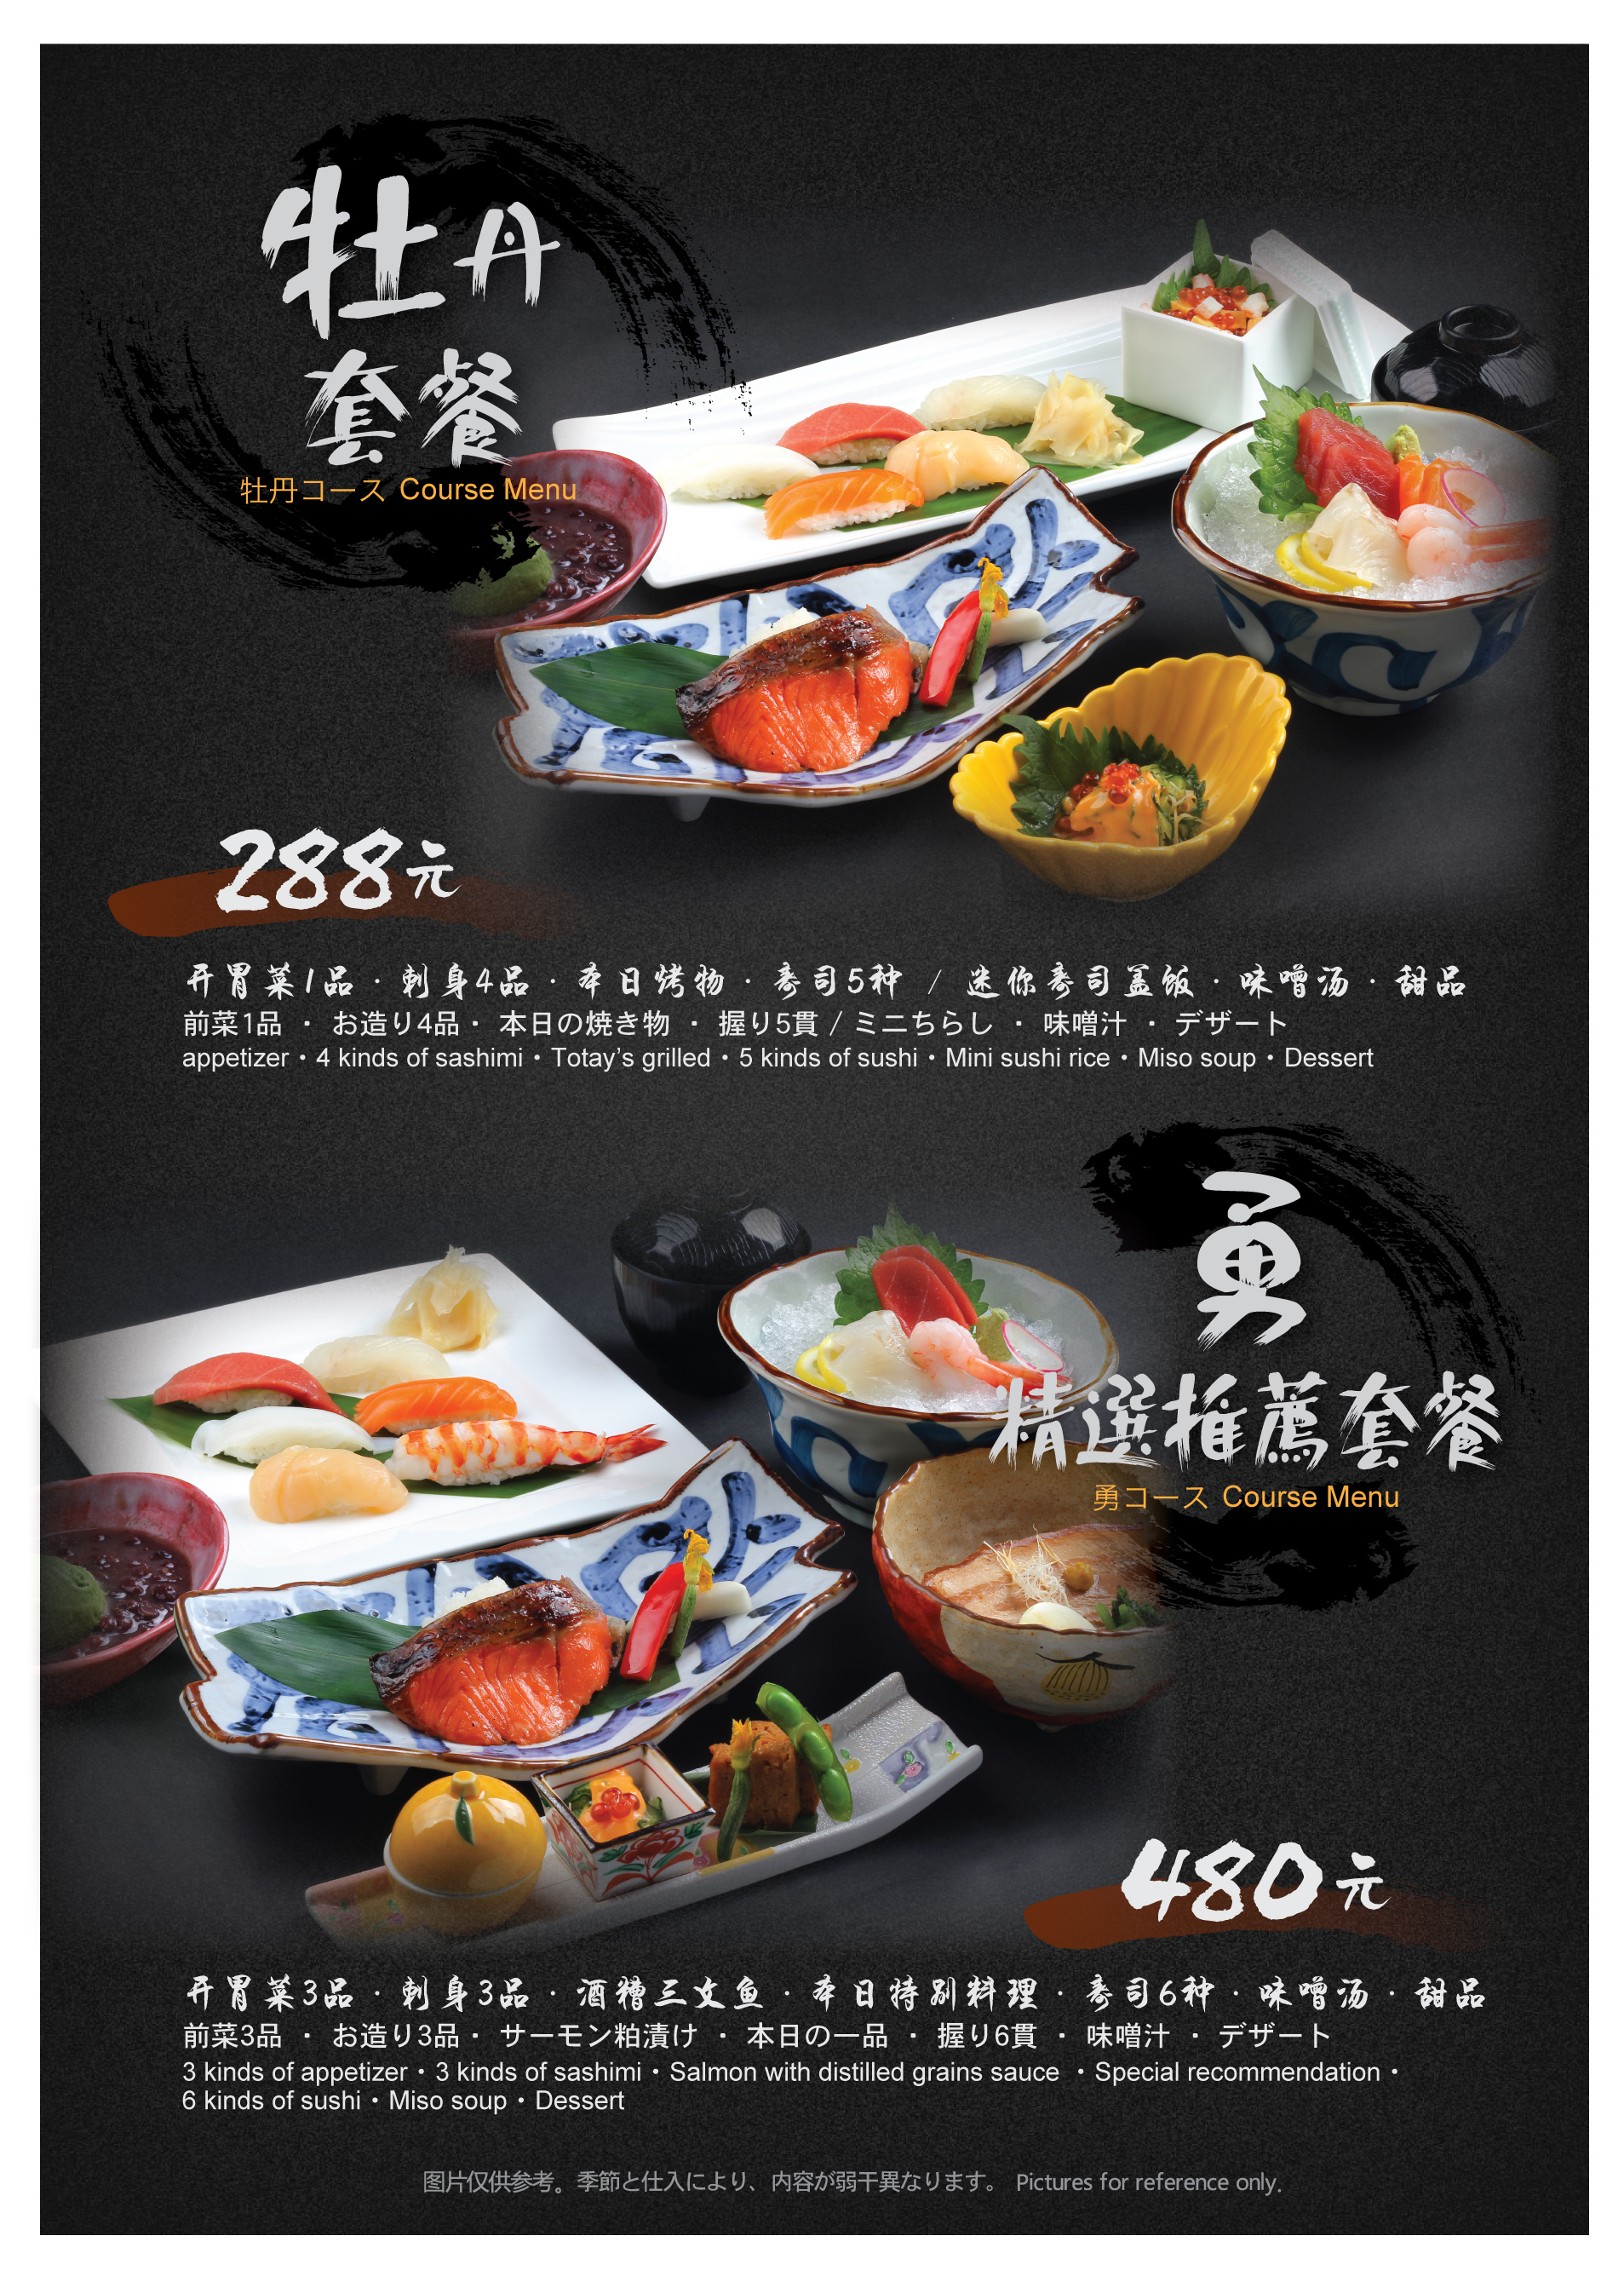 牡丹
套餐
牡丹コース Course Menu
288元
开胃菜1品 · 刺身4品 · 本日烤物 · 寿司5种 / 迷你寿司盖饭 · 味噌汤 · 甜品
前菜1品 ・ お造り4品・ 本日の焼き物 ・ 握り5貫 / ミニちらし ・ 味噌汁 ・ デザート
appetizer・4 kinds of sashimi・Totay's grilled・5 kinds of sushi・Mini sushi rice・Miso soup・Dessert
勇
精選推薦套餐
勇コース Course Menu
480元
开胃菜3品 · 刺身3品 · 酒糟三文鱼 · 本日特别料理 · 寿司6种 · 味噌汤 · 甜品
前菜3品 ・ お造り3品・ サーモン粕漬け ・ 本日の一品 ・ 握り6貫 ・ 味噌汁 ・ デザート
3 kinds of appetizer・3 kinds of sashimi・Salmon with distilled grains sauce ・Special recommendation・
6 kinds of sushi・Miso soup・Dessert
图片仅供参考。季節と仕入により、内容が弱干異なります。 Pictures for reference only.